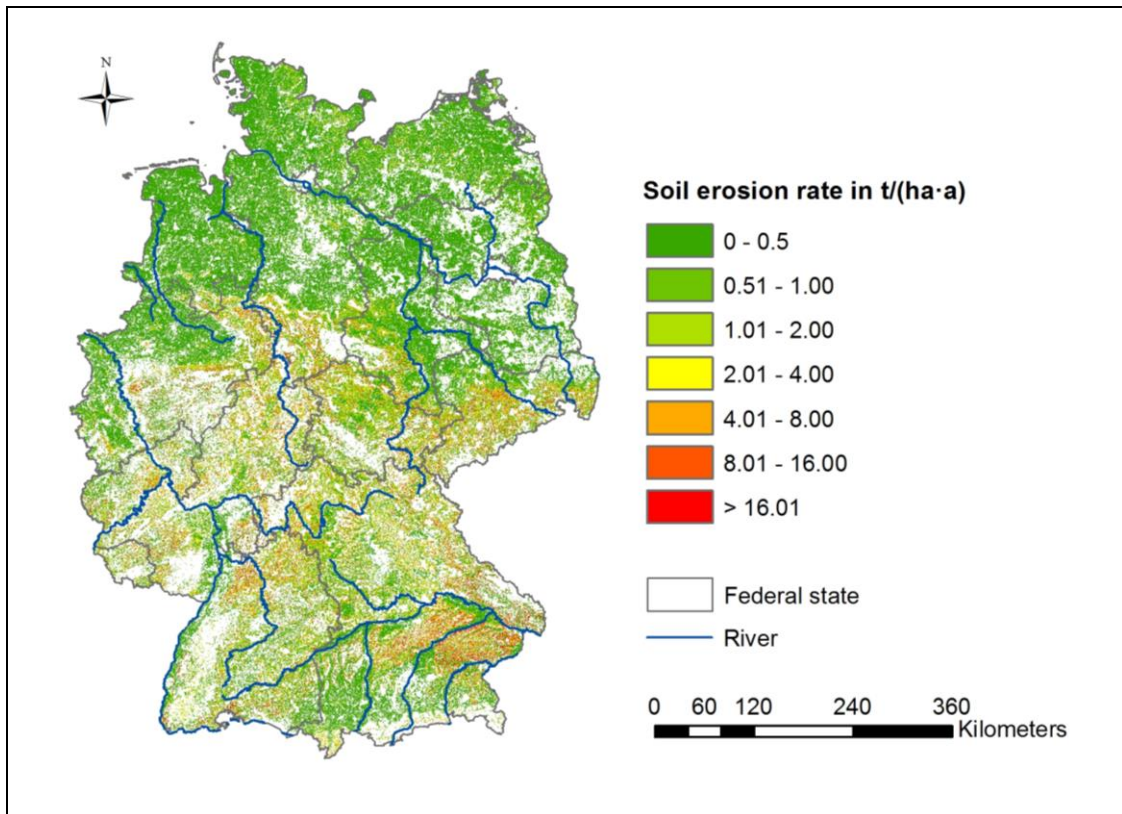 N
Soil erosion rate in t/(ha·a)
0 - 0.5
0.51 - 1.00
1.01 - 2.00
2.01 - 4.00
4.01 - 8.00
8.01 - 16.00
> 16.01
Federal state
River
0 60 120 240 360
Kilometers